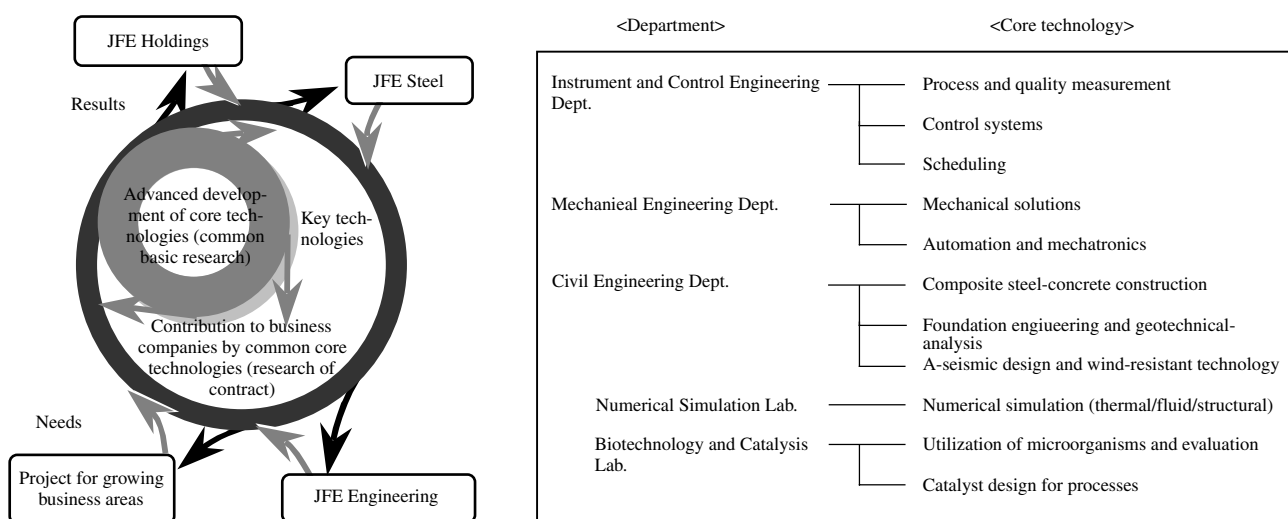 JFE Holdings
JFE Steel
Results
Advanced develop-
ment of core tech-
nologies (common
basic research)
Key tech-
nologies
Contribution to business
companies by common core
technologies (research of
contract)
Needs
Project for growing
business areas
JFE Engineering
<Department>
<Core technology>
Instrument and Control Engineering
Dept.
Process and quality measurement
Control systems
Scheduling
Mechanieal Engineering Dept.
Mechanical solutions
Automation and mechatronics
Civil Engineering Dept.
Composite steel-concrete construction
Foundation engiueering and geotechnical-
analysis
A-seismic design and wind-resistant technology
Numerical Simulation Lab.
Numerical simulation (thermal/fluid/structural)
Biotechnology and Catalysis
Lab.
Utilization of microorganisms and evaluation
Catalyst design for processes